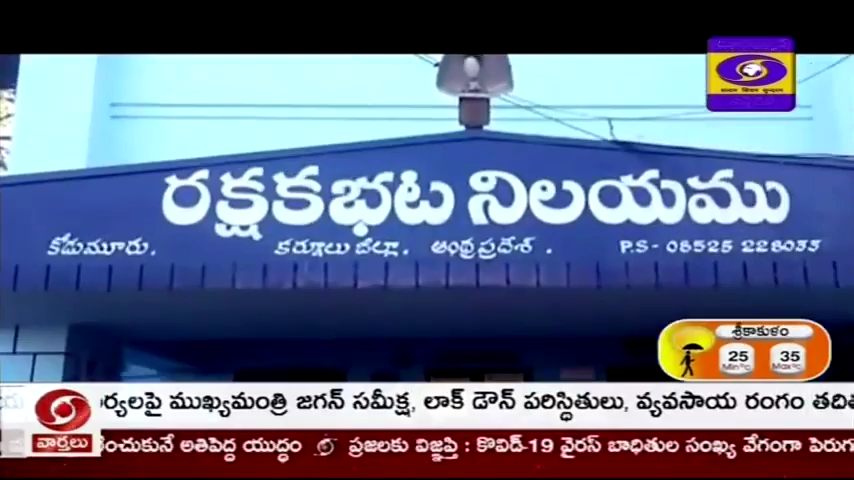 రక్షకభట నిలయము
కోడుమూరు. కర్నూలు జిల్లా. ఆంధ్రప్రదేశ్. P.S- 08525 228033
శ్రీకాకుళం
25 35
Min°c Max°c
ర్యలపై ముఖ్యమంత్రి జగన్ సమీక్ష, లాక్ డౌన్ పరిస్థితులు, వ్యవసాయ రంగం తదిత
వార్తలు
ంచుకునే అతిపెద్ద యుద్ధం ప్రజలకు విజ్ఞప్తి : కొవిడ్-19 వైరస్ బాధితుల సంఖ్య వేగంగా పెరుగ